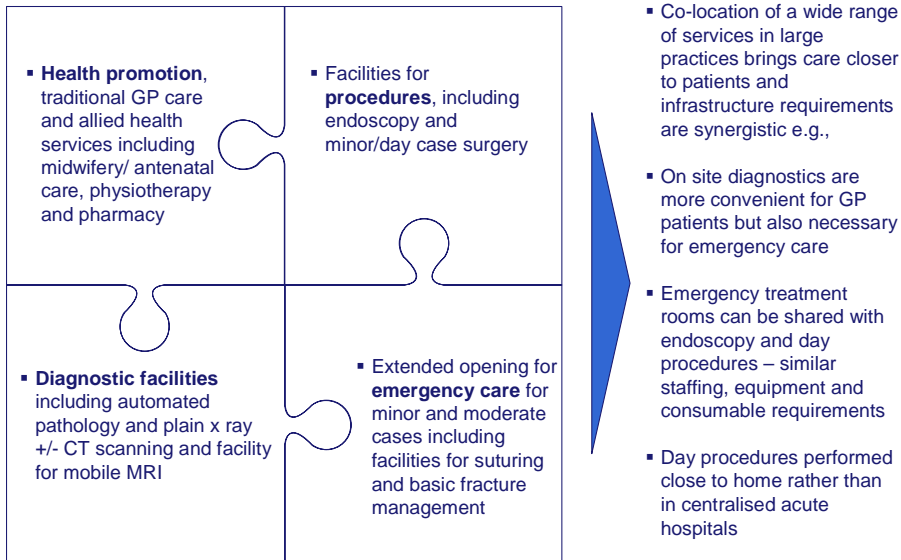 ▪ Health promotion,
traditional GP care
and allied health
services including
midwifery/ antenatal
care, physiotherapy
and pharmacy
▪ Facilities for
procedures, including
endoscopy and
minor/day case surgery
▪ Diagnostic facilities
including automated
pathology and plain x ray
+/- CT scanning and facility
for mobile MRI
▪ Extended opening for
emergency care for
minor and moderate
cases including
facilities for suturing
and basic fracture
management
▪ Co-location of a wide range
of services in large
practices brings care closer
to patients and
infrastructure requirements
are synergistic e.g.,
▪ On site diagnostics are
more convenient for GP
patients but also necessary
for emergency care
▪ Emergency treatment
rooms can be shared with
endoscopy and day
procedures – similar
staffing, equipment and
consumable requirements
▪ Day procedures performed
close to home rather than
in centralised acute
hospitals